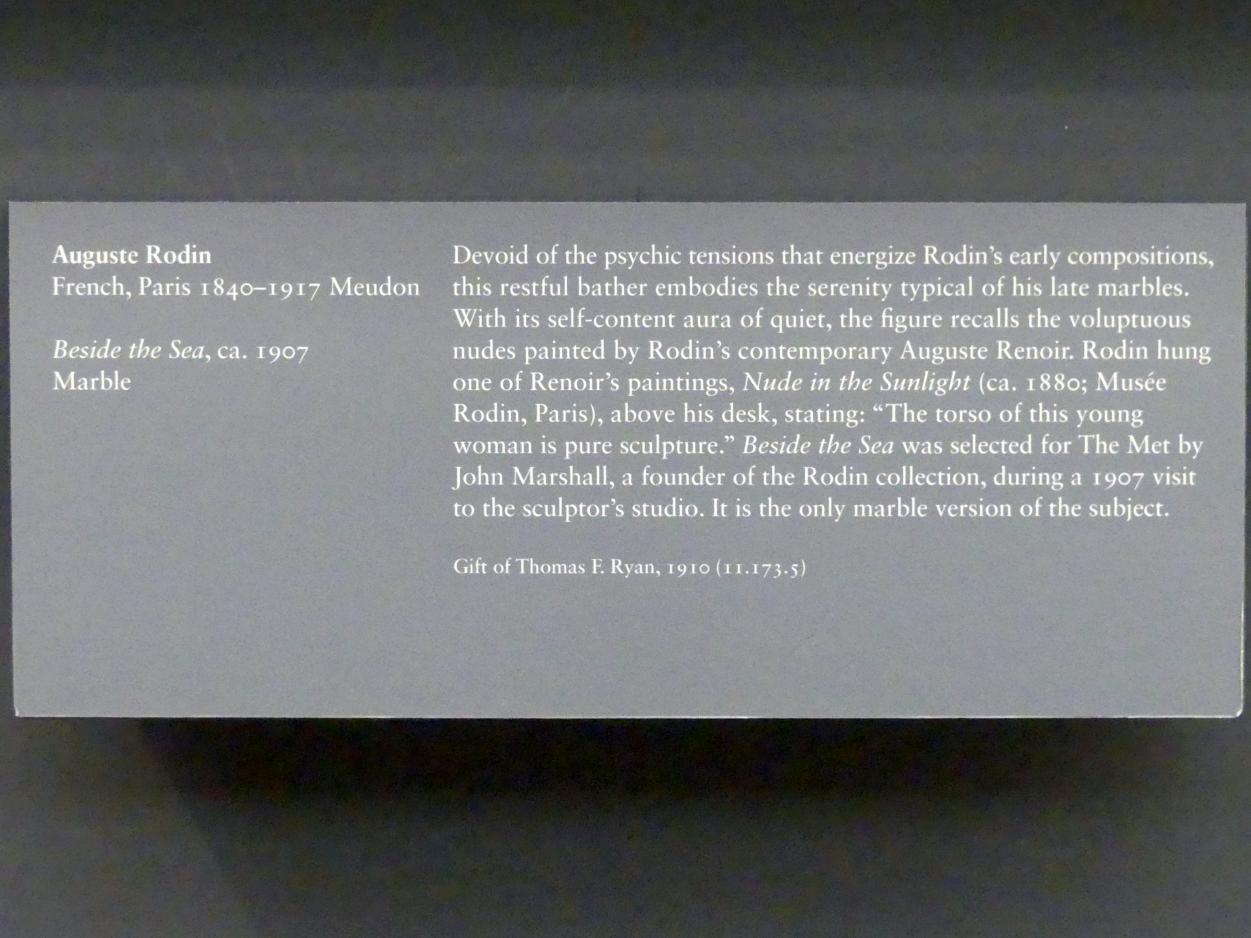 Auguste Rodin
French, Paris 1840–1917 Meudon
Beside the Sea, ca. 1907
Marble
Devoid of the psychic tensions that energize Rodin’s early compositions,
this restful bather embodies the serenity typical of his late marbles.
With its self-content aura of quiet, the figure recalls the voluptuous
nudes painted by Rodin’s contemporary Auguste Renoir. Rodin hung
one of Renoir’s paintings, Nude in the Sunlight (ca. 1880; Musée
Rodin, Paris), above his desk, stating: “The torso of this young
woman is pure sculpture.” Beside the Sea was selected for The Met by
John Marshall, a founder of the Rodin collection, during a 1907 visit
to the sculptor’s studio. It is the only marble version of the subject.
Gift of Thomas F. Ryan, 1910 (11.173.5)